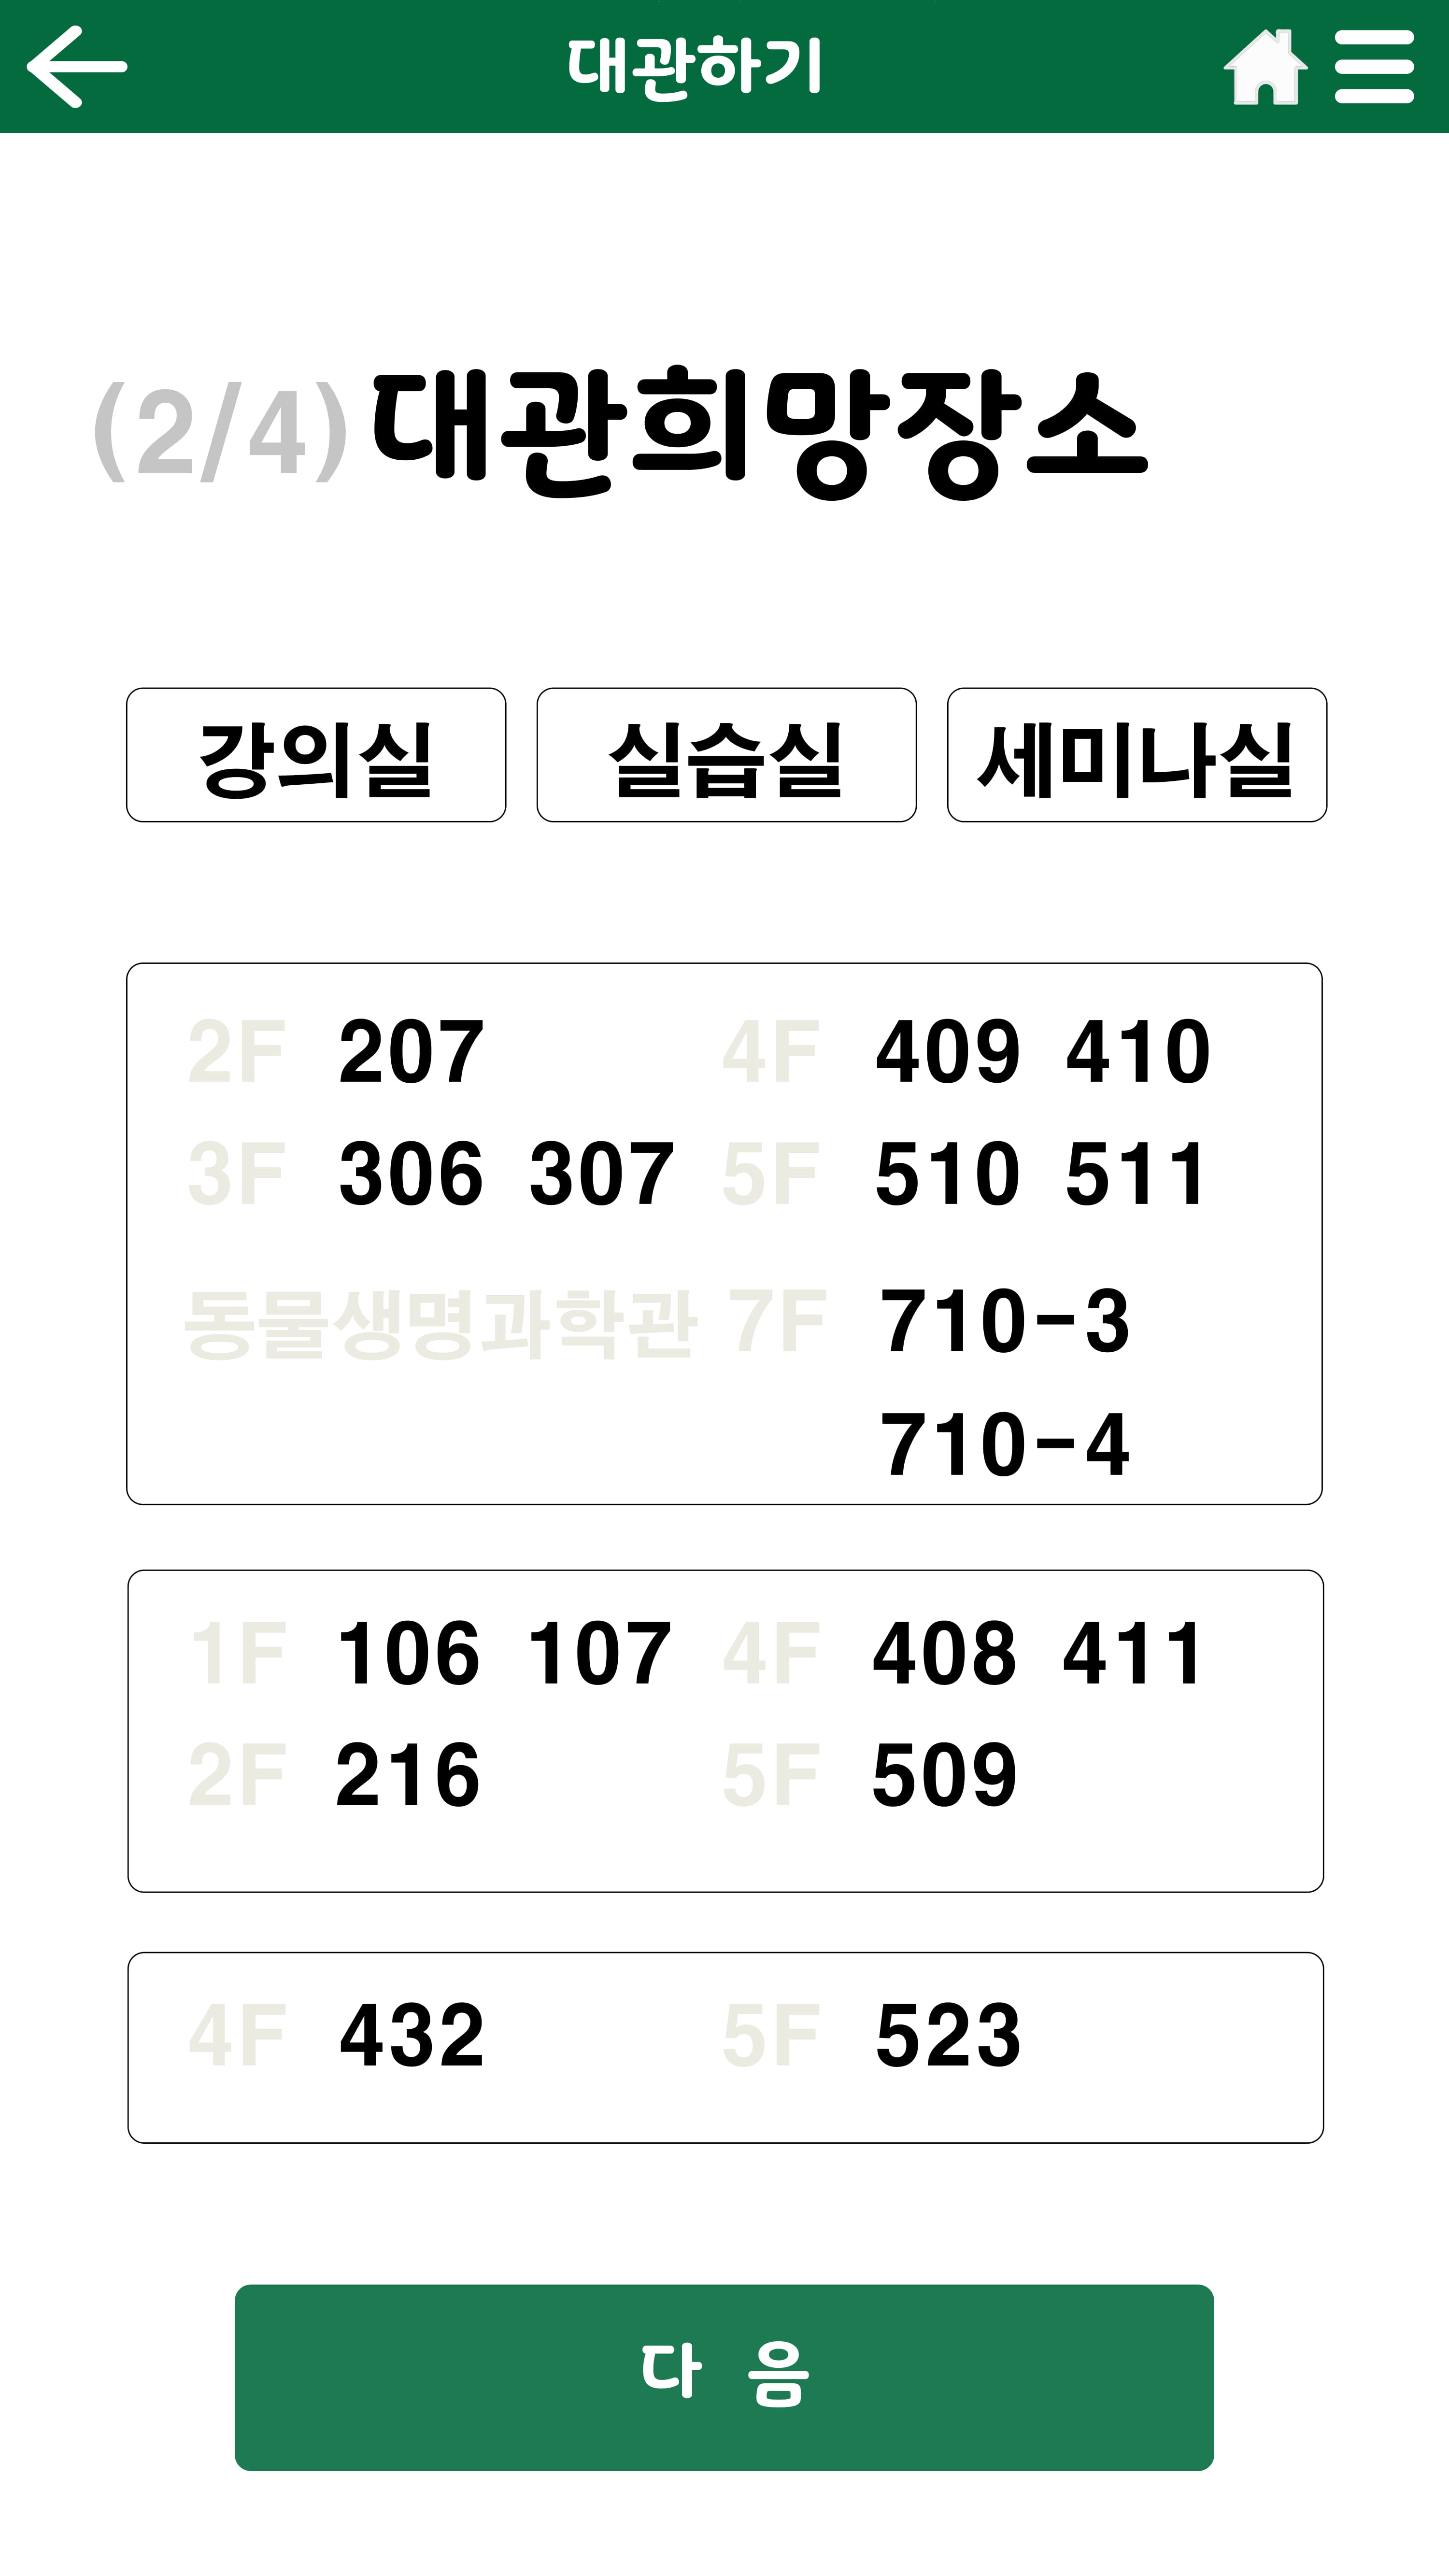 대관하기
(2/4) 대관희망장소
강의실 실습실 세미나실
2F 207 4F 409 410
3F 306 307 5F 510 511
동물생명과학관 7F 710-3
710-4
1F 106 107 4F 408 411
2F 216 5F 509
4F 432 5F 523
다 음